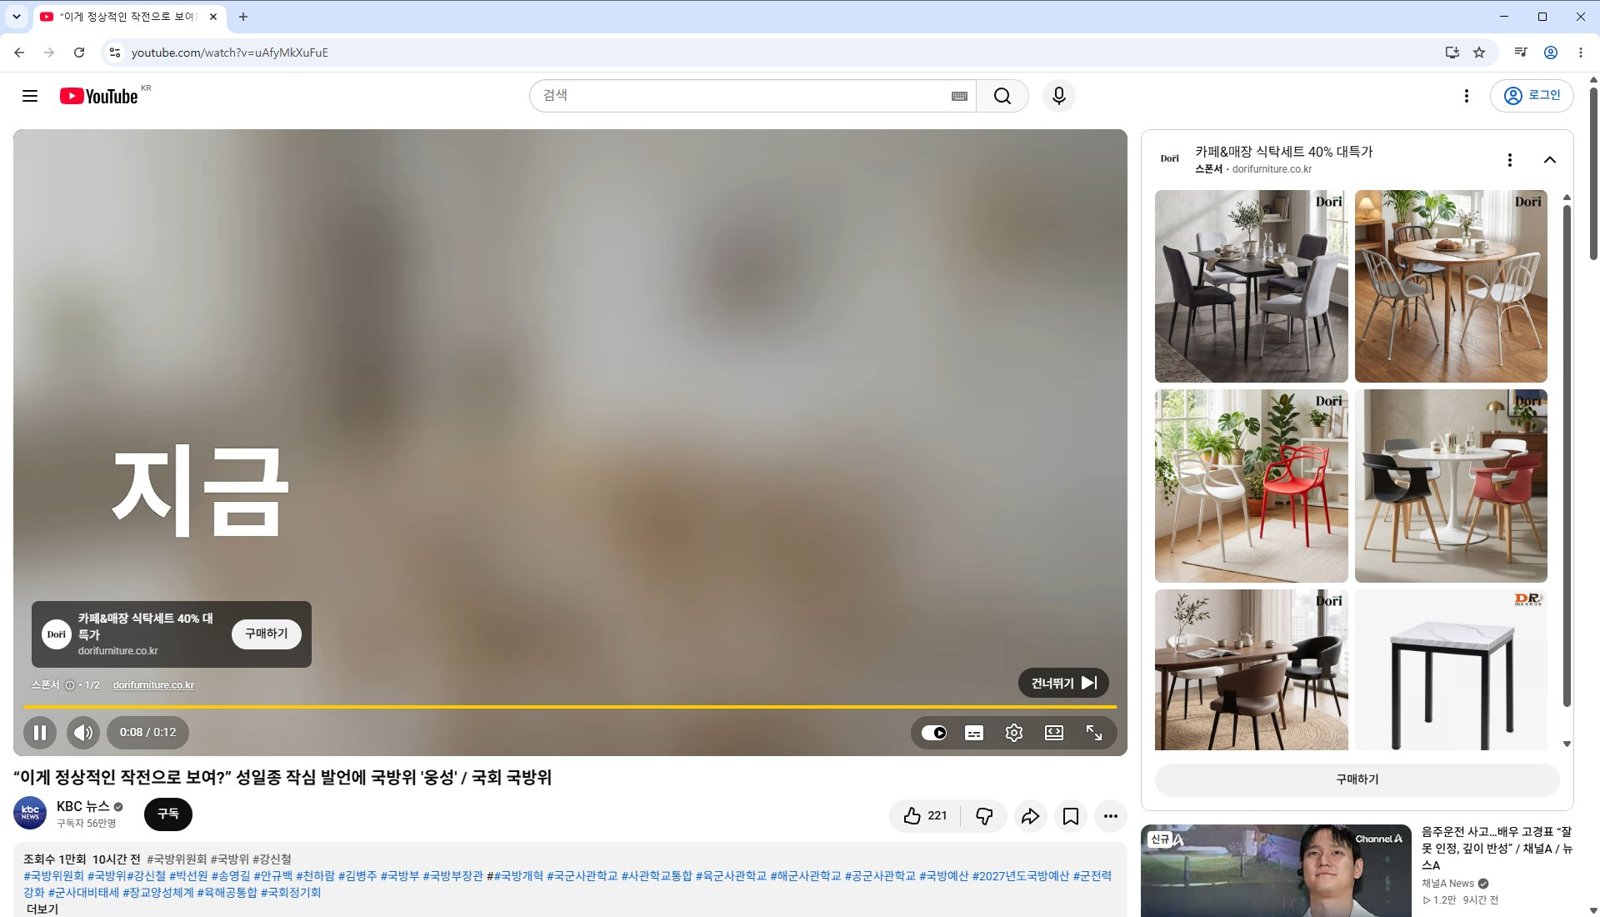 “이게 정상적인 작전으로 보여?
youtube.com/watch?v=uAfyMkXuFuE
YouTube KR
검색
로그인
지금
Dori
카페&매장 식탁세트 40% 대
특가
dorifurniture.co.kr
구매하기
스폰서 · 1/2 dorifurniture.co.kr
건너뛰기
0:08 / 0:12
“이게 정상적인 작전으로 보여?” 성일종 작심 발언에 국방위 '웅성' / 국회 국방위
kbc NEWS
KBC 뉴스
구독자 56만명
구독
221
조회수 1만회 10시간 전 #국방위원회 #국방위 #강신철
#국방위원회 #국방위#강신철 #박선원 #송영길 #안규백 #천하람 #김병주 #국방부 #국방부장관 ##국방개혁 #국군사관학교 #사관학교통합 #육군사관학교 #해군사관학교 #공군사관학교 #국방예산 #2027년도국방예산 #군전력
강화 #군사대비태세 #장교양성체계 #육해공통합 #국회정기회
더보기
Dori
카페&매장 식탁세트 40% 대특가
스폰서 · dorifurniture.co.kr
Dori
Dori
Dori
Dori
Dori
DR
구매하기
신규
Channel A
음주운전 사고...배우 고경표 “잘
못 인정, 깊이 반성” / 채널A / 뉴
스A
채널A News
1.2만 9시간 전